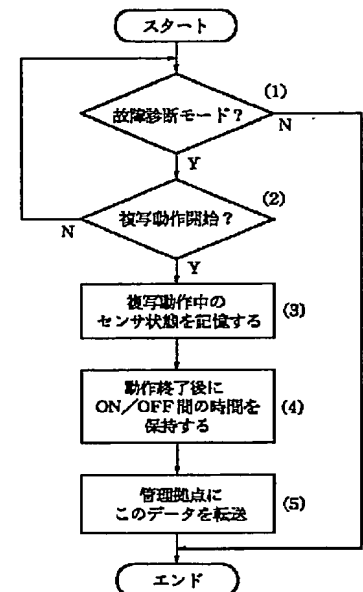 スタート
(1)
故障診断モード?
N
Y
(2)
複写動作開始?
N
Y
複写動作中の
センサ状態を記憶する
(3)
動作終了後に
ON/OFF間の時間を
保持する
(4)
管理拠点に
このデータを転送
(5)
エンド